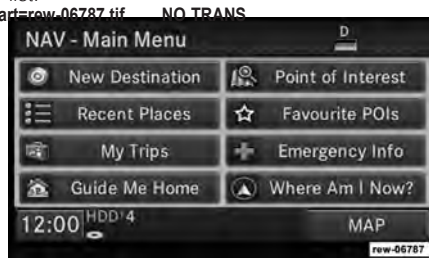 art=rew-06787.tif NO TRANS
NAV - Main Menu D
New Destination Point of Interest
Recent Places Favourite POIs
My Trips Emergency Info
Guide Me Home Where Am I Now?
12:00 HDD 4 MAP
rew-06787